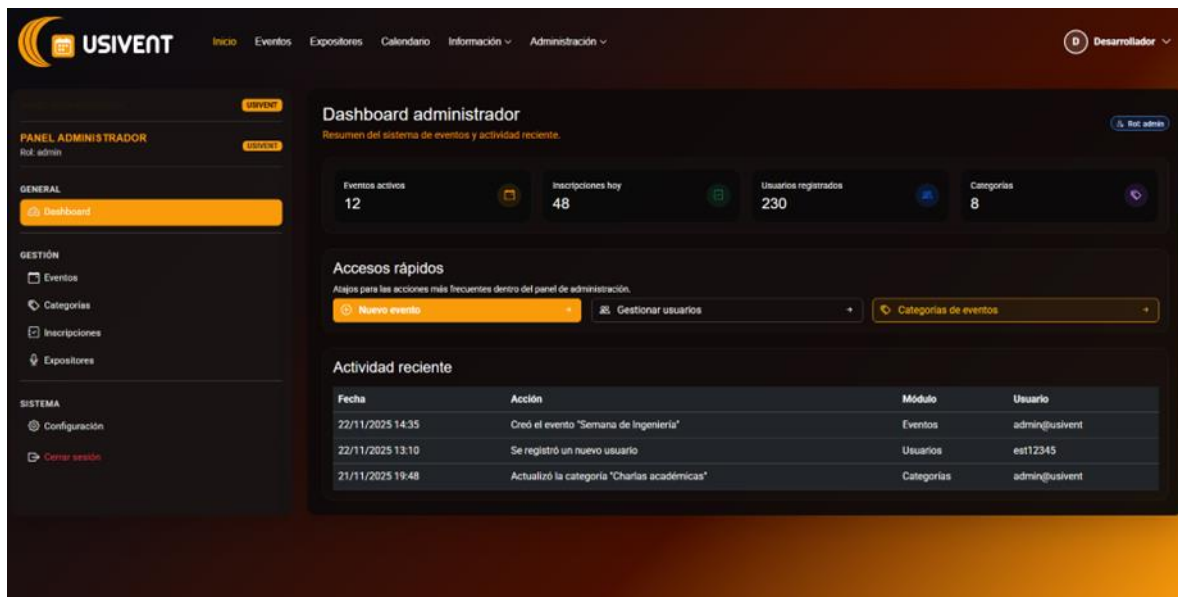 USIVENT
Inicio Eventos Expositores Calendario Información Administración
D Desarrollador
USIVENT
PANEL ADMINISTRADOR
USIVENT
Rol: admin
GENERAL
Dashboard
GESTIÓN
Eventos
Categorías
Inscripciones
Expositores
SISTEMA
Configuración
Cerrar sesión
Dashboard administrador
Resumen del sistema de eventos y actividad reciente.
Rol: admin
Eventos activos
12
Inscripciones hoy
48
Usuarios registrados
230
Categorías
8
Accesos rápidos
Atajos para las acciones más frecuentes dentro del panel de administración.
Nuevo evento
Gestionar usuarios
Categorías de eventos
Actividad reciente
Fecha Acción Módulo Usuario
22/11/2025 14:35 Creó el evento "Semana de Ingeniería" Eventos admin@usivent
22/11/2025 13:10 Se registró un nuevo usuario Usuarios est12345
21/11/2025 19:48 Actualizó la categoría "Charlas académicas" Categorías admin@usivent